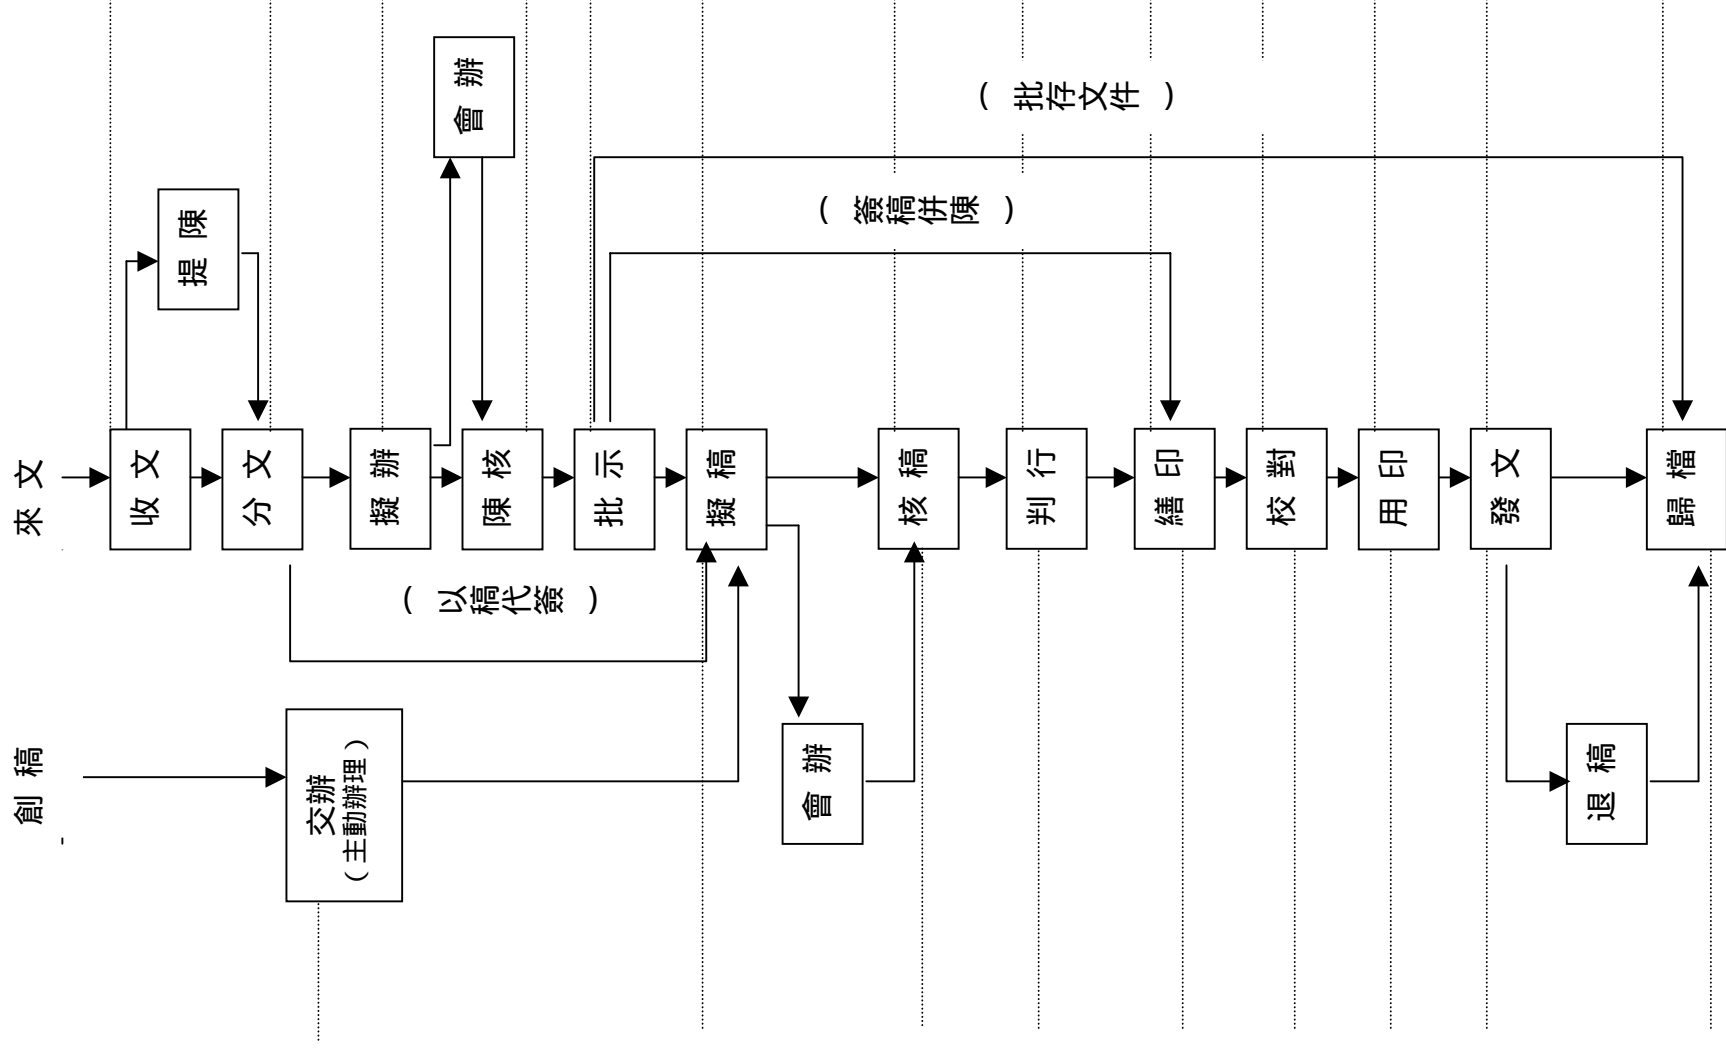 來文
創稿
收文
提陳
分文
擬辦
會辦
陳核
批示
擬稿
會辦
核稿
判行
繕印
校對
用印
發文
退稿
歸檔
交辦
(主動辦理)
( 以稿代簽 )
( 簽稿併陳 )
( 批存文件 )